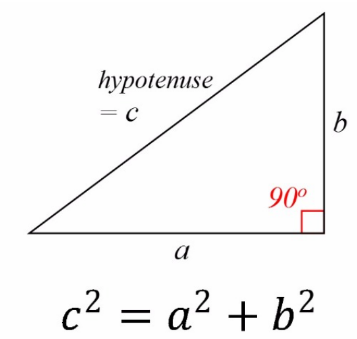 hypotenuse
= c
b
90°
a
c² = a² + b²